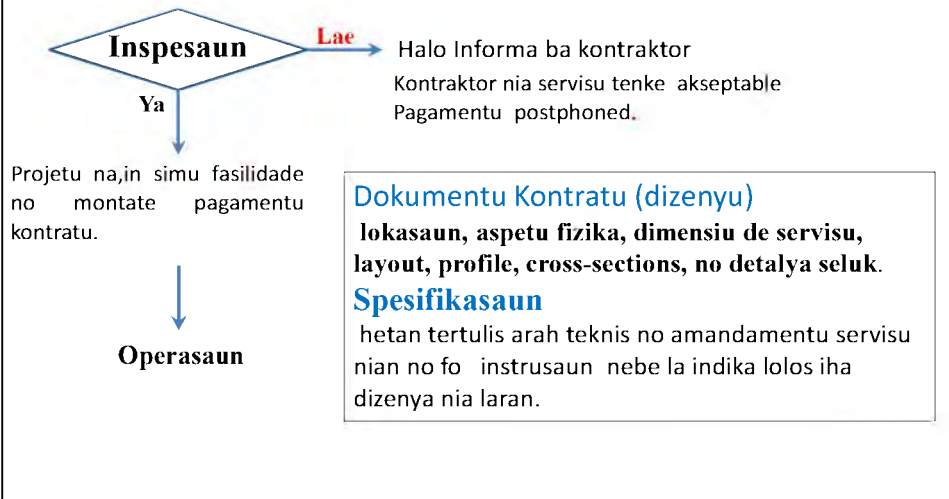 Inspesaun
Lae
Halo Informa ba kontraktor
Kontraktor nia servisu tenke akseptable
Pagamentu postphoned.
Ya
Projetu na,in simu fasilidade
no montate pagamentu
kontratu.
Operasaun
Dokumentu Kontratu (dizenyu)
lokasaun, aspetu fizika, dimensiu de servisu,
layout, profile, cross-sections, no detalya seluk.
Spesifikasaun
hetan tertulis arah teknis no amandamentu servisu
nian no fo instrusaun nebe la indika lolos iha
dizenya nia laran.